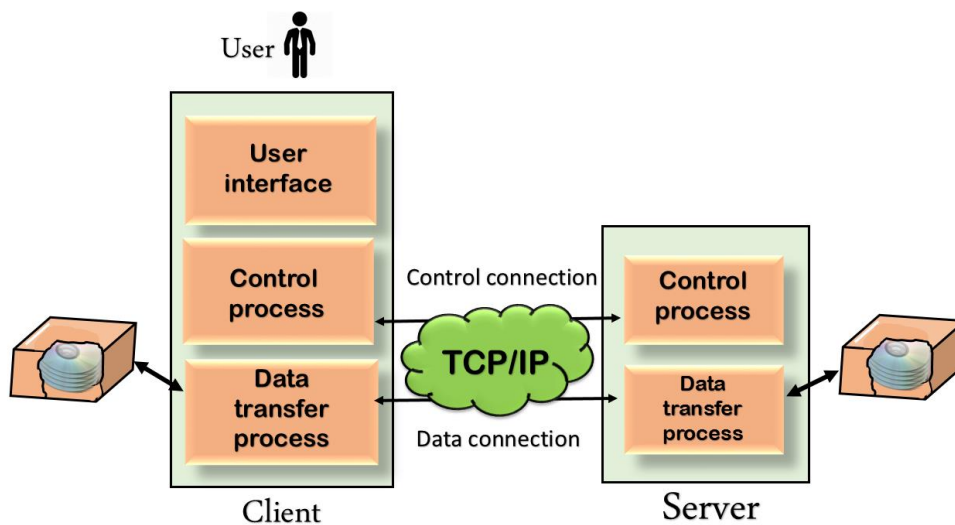 User
User
interface
Control
process
Data
transfer
process
Client
Control connection
TCP/IP
Data connection
Control
process
Data
transfer
process
Server